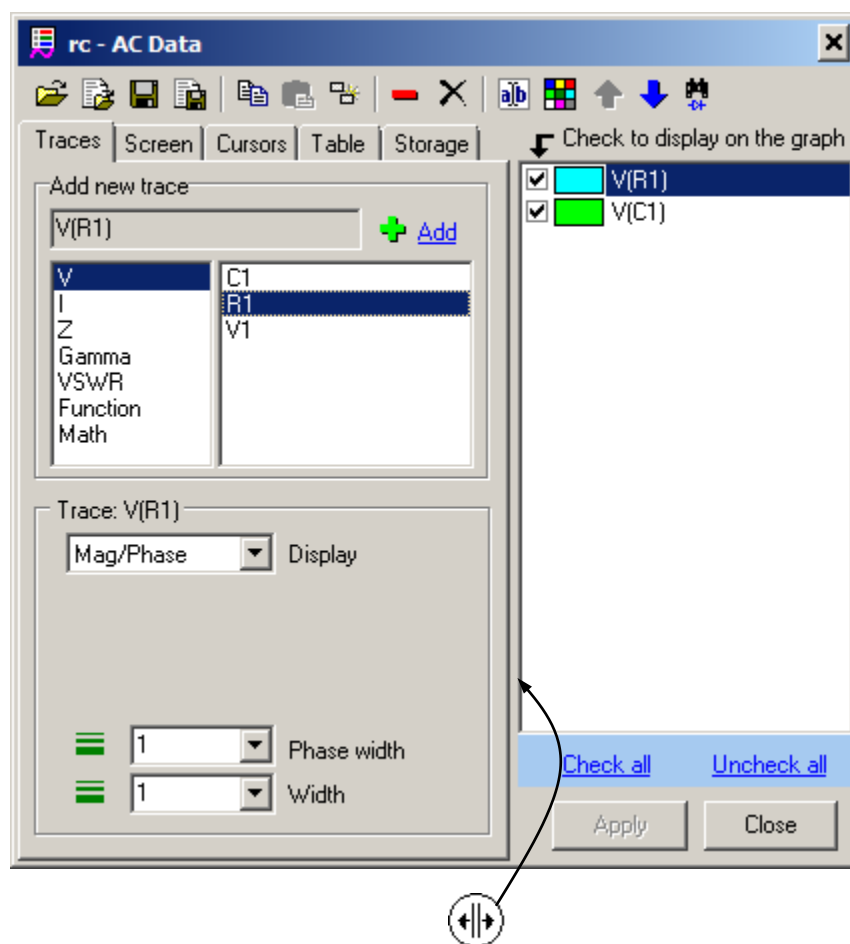 rc - AC Data
Traces Screen Cursors Table Storage
Check to display on the graph
Add new trace
V(R1)
Add
V
I
Z
Gamma
VSWR
Function
Math
C1
R1
V1
V(R1)
V(C1)
Trace: V(R1)
Mag/Phase Display
1 Phase width
1 Width
Check all Uncheck all
Apply Close